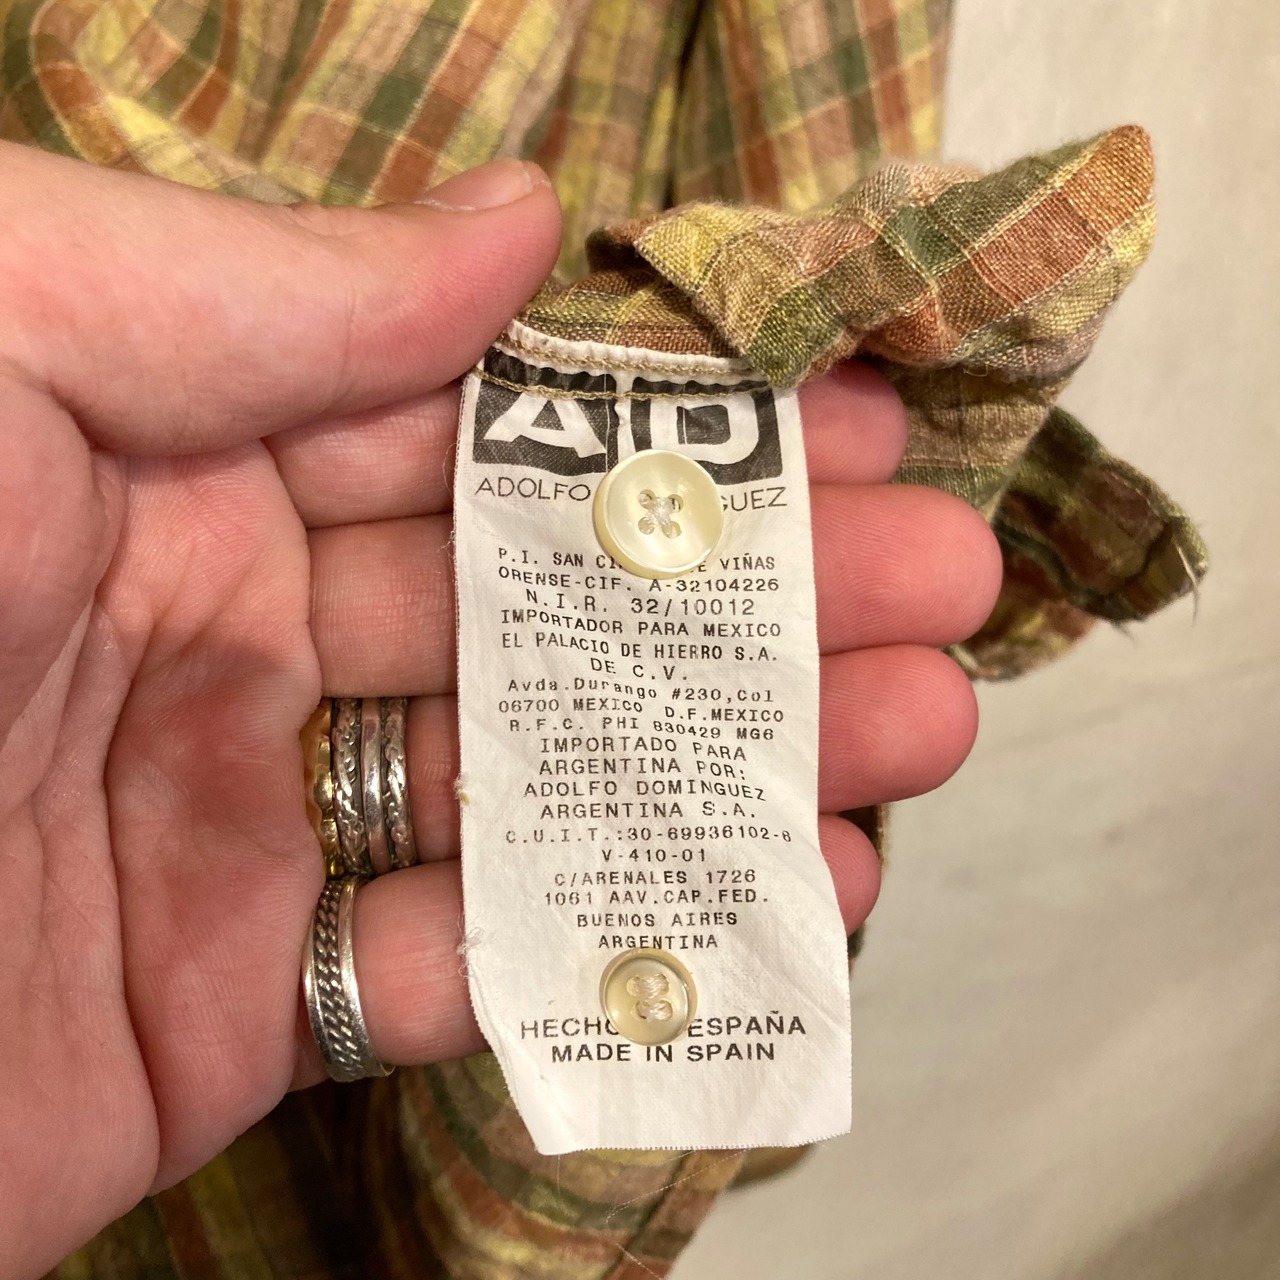 AD
ADOLFO GUEZ
P.I. SAN VIÑAS
ORENSE-CIF. A-32104226
N.I.R. 32/10012
IMPORTADOR PARA MEXICO
EL PALACIO DE HIERRO S.A.
DE C.V.
Avda.Durango #230,Col
06700 MEXICO D.F.MEXICO
R.F.C. PHI 830429 MG6
IMPORTADO PARA
ARGENTINA POR:
ADOLFO DOMINGUEZ
ARGENTINA S.A.
C.U.I.T.:30-69936102-6
V-410-01
C/ARENALES 1726
1061 AAV.CAP.FED.
BUENOS AIRES
ARGENTINA
HECHO ESPAÑA
MADE IN SPAIN